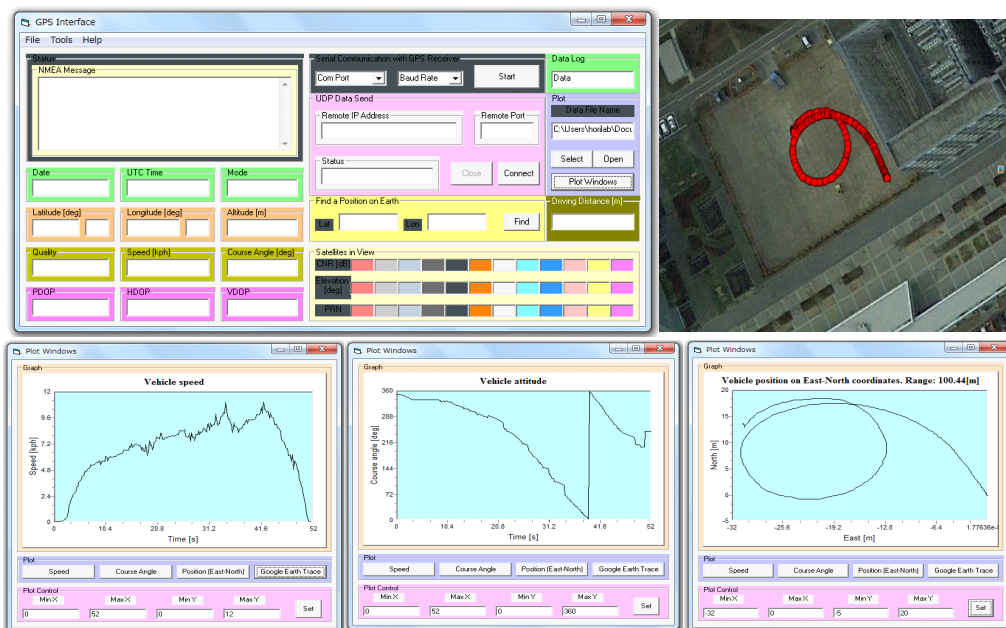 GPS Interface
File Tools Help
Status
NMEA Message
Serial Communication with GPS Receiver
Com Port
Baud Rate
Start
Data Log
Data
UDP Data Send
Remote IP Address
Remote Port
Status
Close
Connect
Plot
Data File Name
C:\Users\horilab\Docu
Select
Open
Plot Windows
Date
UTC Time
Mode
Latitude [deg]
Longitude [deg]
Altitude [m]
Find a Position on Earth
Lat
Lon
Find
Driving Distance [m]
Quality
Speed [kph]
Course Angle [deg]
PDOP
HDOP
VDOP
Satellites in View
CNR [dB]
Elevation
[deg]
PRN
Plot Windows
Graph
Vehicle speed
Speed [kph]
12
9.6
7.2
4.8
2.4
0
0 10.4 20.8 31.2 41.6 52
Time [s]
Plot
Speed
Course Angle
Position (East-North)
Google Earth Trace
Plot Control
Min X Max X Min Y Max Y
0 52 0 12
Set
Plot Windows
Graph
Vehicle attitude
Course angle [deg]
360
288
216
144
72
0
0 10.4 20.8 31.2 41.6 52
Time [s]
Plot
Speed
Course Angle
Position (East-North)
Google Earth Trace
Plot Control
Min X Max X Min Y Max Y
0 52 0 360
Set
Plot Windows
Graph
Vehicle position on East-North coordinates. Range: 100.44[m]
North [m]
20
15
10
5
0
-5
-32 -25.6 -19.2 -12.8 -6.4 1.77636e-
East [m]
Plot
Speed
Course Angle
Position (East-North)
Google Earth Trace
Plot Control
Min X Max X Min Y Max Y
-32 0 -5 20
Set